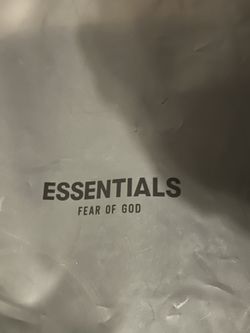 ESSENTIALS
FEAR OF GOD